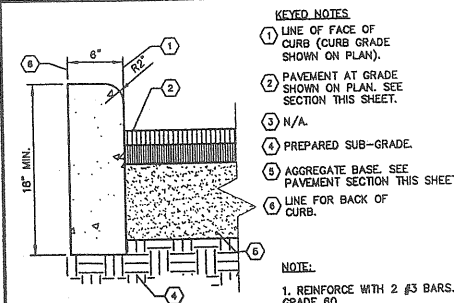 KEYED NOTES
1 LINE OF FACE OF
CURB (CURB GRADE
SHOWN ON PLAN).
2 PAVEMENT AT GRADE
SHOWN ON PLAN. SEE
SECTION THIS SHEET.
3 N/A.
4 PREPARED SUB-GRADE.
5 AGGREGATE BASE. SEE
PAVEMENT SECTION THIS SHEET
6 LINE FOR BACK OF
CURB.
NOTE:
1. REINFORCE WITH 2 #3 BARS.
GRADE 60
6 6" 1
R2"
2
18" MIN.
5
4